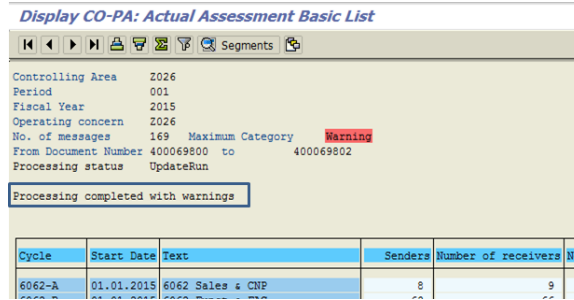 Display CO-PA: Actual Assessment Basic List
Segments
Controlling Area Z026
Period 001
Fiscal Year 2015
Operating concern Z026
No. of messages 169 Maximum Category Warning
From Document Number 400069800 to 400069802
Processing status UpdateRun
Processing completed with warnings
Cycle Start Date Text Senders Number of receivers N
6062-A 01.01.2015 6062 Sales & CNP 8 9